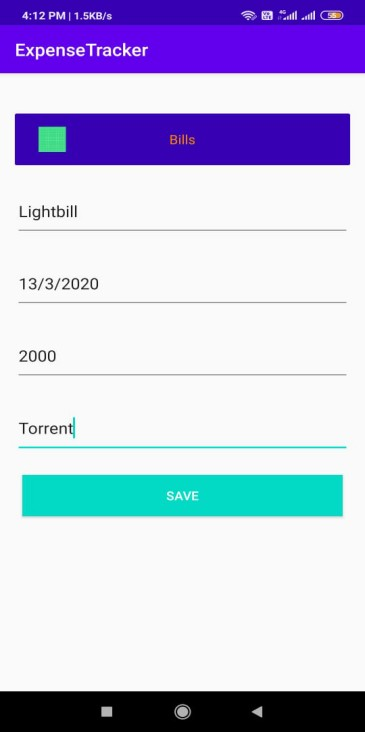 4:12 PM | 1.5KB/s
ExpenseTracker
Bills
Lightbill
13/3/2020
2000
Torrent
SAVE